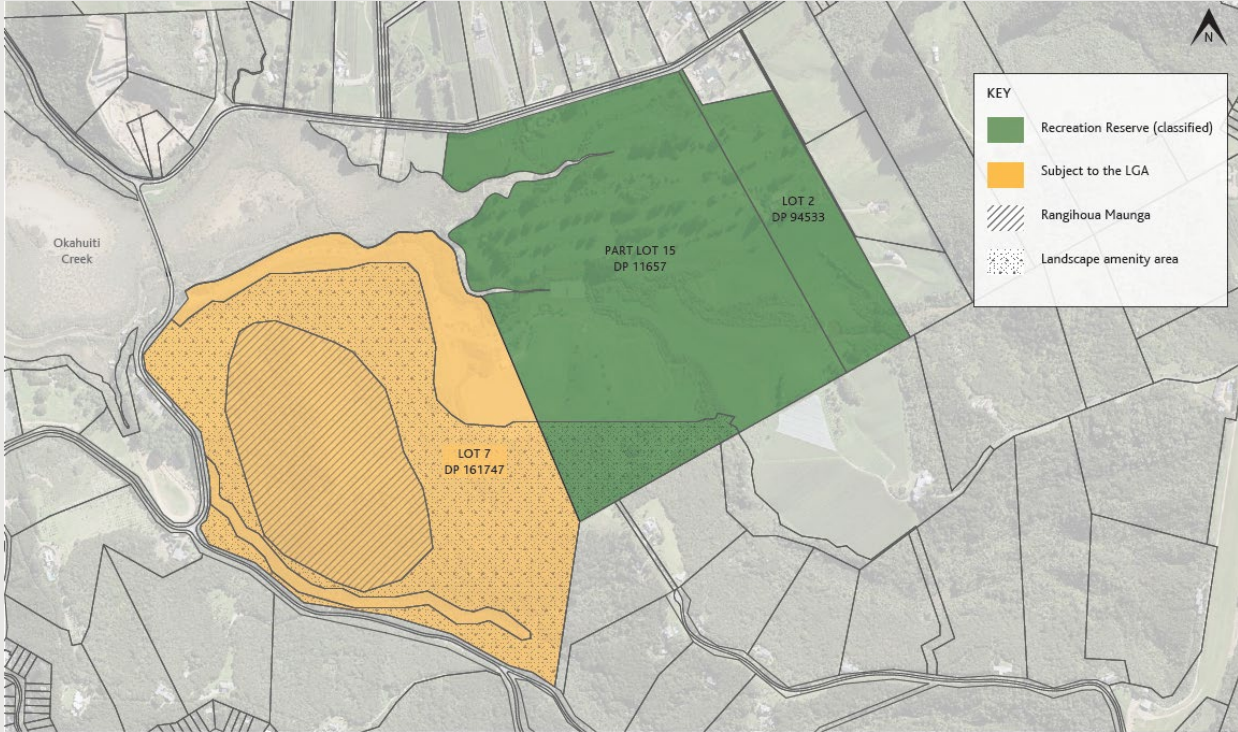 N
KEY
Recreation Reserve (classified)
Subject to the LGA
Rangihoua Maunga
Landscape amenity area
LOT 2
DP 94533
PART LOT 15
DP 11657
Okahuiti
Creek
LOT 7
DP 161747